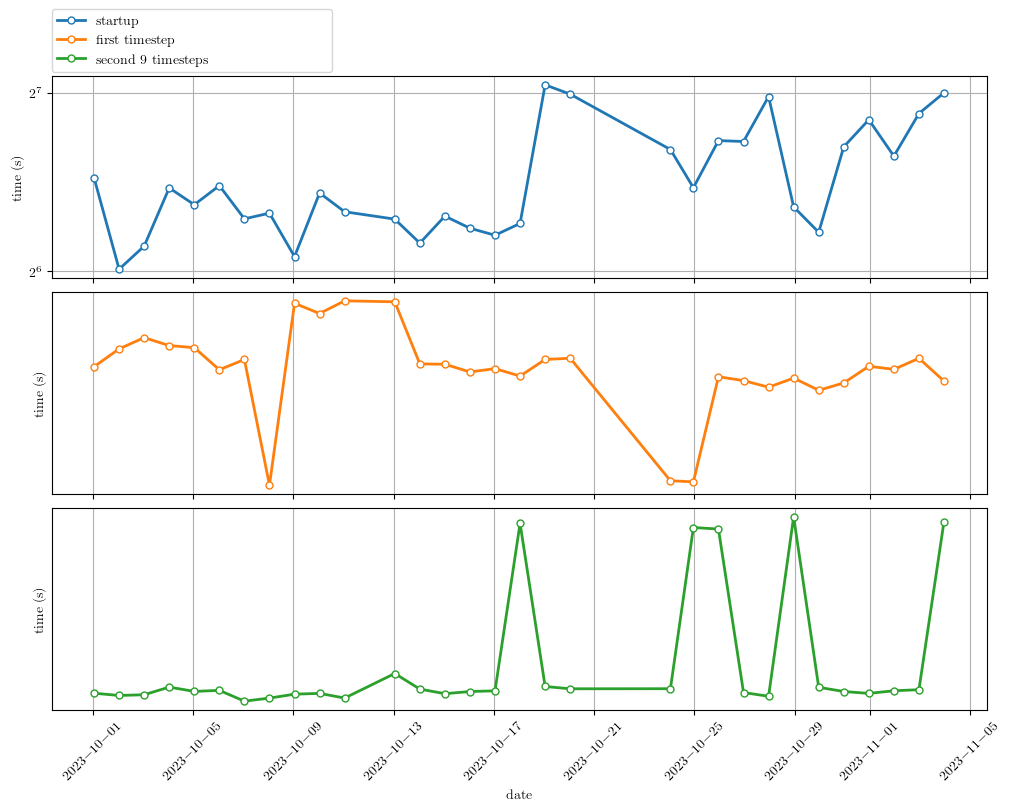 startup
first timestep
second 9 timesteps
2^7
time (s)
2^6
time (s)
time (s)
2023−10−01
2023−10−05
2023−10−09
2023−10−13
2023−10−17
2023−10−21
2023−10−25
2023−10−29
2023−11−01
2023−11−05
date